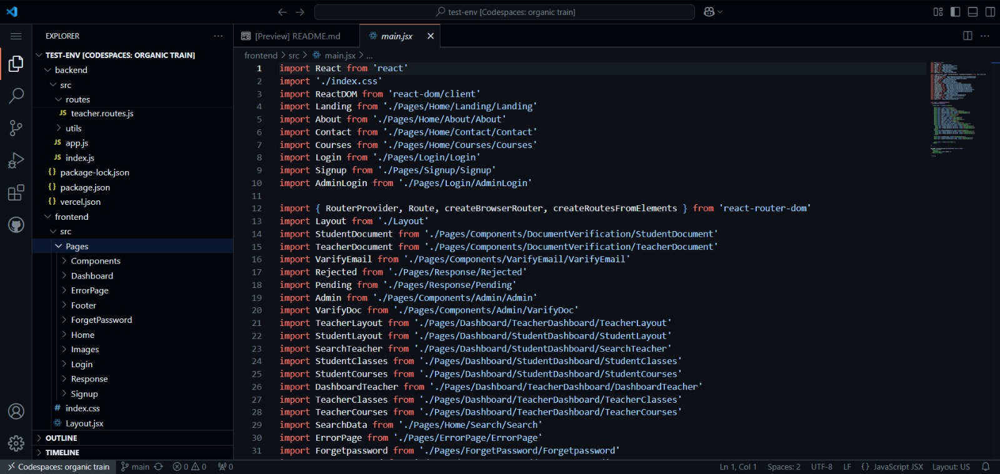 test-env [Codespaces: organic train]
EXPLORER
TEST-ENV [CODESPACES: ORGANIC TRAIN]
backend
src
routes
JS teacher.routes.js
utils
JS app.js
JS index.js
{} package-lock.json
{} package.json
{} vercel.json
frontend
src
Pages
Components
Dashboard
ErrorPage
Footer
ForgetPassword
Home
Images
Login
Response
Signup
# index.css
Layout.jsx
OUTLINE
TIMELINE
[Preview] README.md
main.jsx
frontend > src > main.jsx > ...
1 import React from 'react'
2 import './index.css'
3 import ReactDOM from 'react-dom/client'
4 import Landing from './Pages/Home/Landing/Landing'
5 import About from './Pages/Home/About/About'
6 import Contact from './Pages/Home/Contact/Contact'
7 import Courses from './Pages/Home/Courses/Courses'
8 import Login from './Pages/Login/Login'
9 import Signup from './Pages/Signup/Signup'
10 import AdminLogin from './Pages/Login/AdminLogin'
11
12 import { RouterProvider, Route, createBrowserRouter, createRoutesFromElements } from 'react-router-dom'
13 import Layout from './Layout'
14 import StudentDocument from './Pages/Components/DocumentVerification/StudentDocument'
15 import TeacherDocument from './Pages/Components/DocumentVerification/TeacherDocument'
16 import VarifyEmail from './Pages/Components/VarifyEmail/VarifyEmail'
17 import Rejected from './Pages/Response/Rejected'
18 import Pending from './Pages/Response/Pending'
19 import Admin from './Pages/Components/Admin/Admin'
20 import VarifyDoc from './Pages/Components/Admin/VarifyDoc'
21 import TeacherLayout from './Pages/Dashboard/TeacherDashboard/TeacherLayout'
22 import StudentLayout from './Pages/Dashboard/StudentDashboard/StudentLayout'
23 import SearchTeacher from './Pages/Dashboard/StudentDashboard/SearchTeacher'
24 import StudentClasses from './Pages/Dashboard/StudentDashboard/StudentClasses'
25 import StudentCourses from './Pages/Dashboard/StudentDashboard/StudentCourses'
26 import DashboardTeacher from './Pages/Dashboard/TeacherDashboard/DashboardTeacher'
27 import TeacherClasses from './Pages/Dashboard/TeacherDashboard/TeacherClasses'
28 import TeacherCourses from './Pages/Dashboard/TeacherDashboard/TeacherCourses'
29 import SearchData from './Pages/Home/Search/Search'
30 import ErrorPage from './Pages/ErrorPage/ErrorPage'
31 import Forgetpassword from './Pages/ForgetPassword/Forgetpassword'
Codespaces: organic train main 0 0 0 Ln 1, Col 1 Spaces: 2 UTF-8 LF {} JavaScript JSX Layout: US